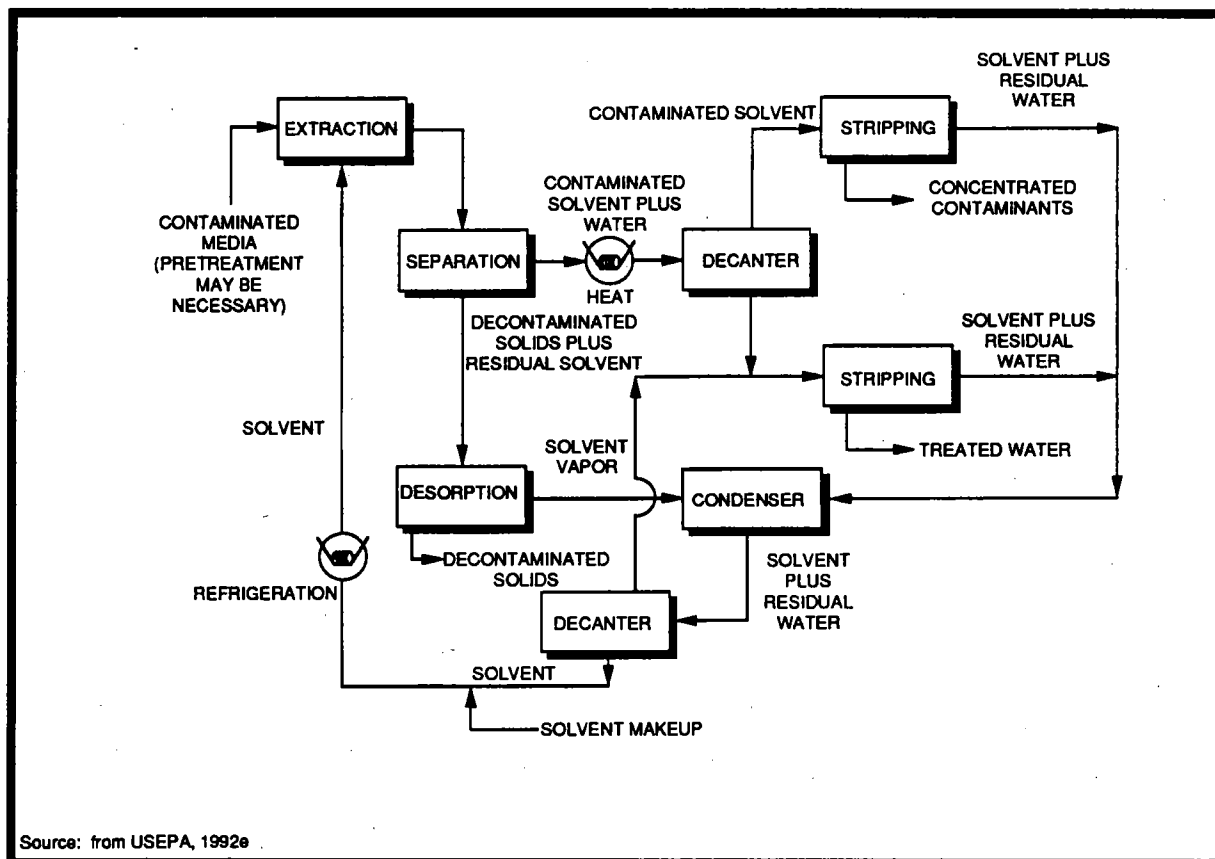 SOLVENT PLUS
RESIDUAL
WATER
CONTAMINATED SOLVENT
EXTRACTION
STRIPPING
CONTAMINATED
SOLVENT PLUS
WATER
CONCENTRATED
CONTAMINANTS
CONTAMINATED
MEDIA
(PRETREATMENT
MAY BE
NECESSARY)
SEPARATION
HEAT
DECANTER
DECONTAMINATED
SOLIDS PLUS
RESIDUAL SOLVENT
SOLVENT PLUS
RESIDUAL
WATER
STRIPPING
SOLVENT
SOLVENT
VAPOR
TREATED WATER
DESORPTION
CONDENSER
DECONTAMINATED
SOLIDS
SOLVENT
PLUS
RESIDUAL
WATER
REFRIGERATION
DECANTER
SOLVENT
SOLVENT MAKEUP
Source: from USEPA, 1992e